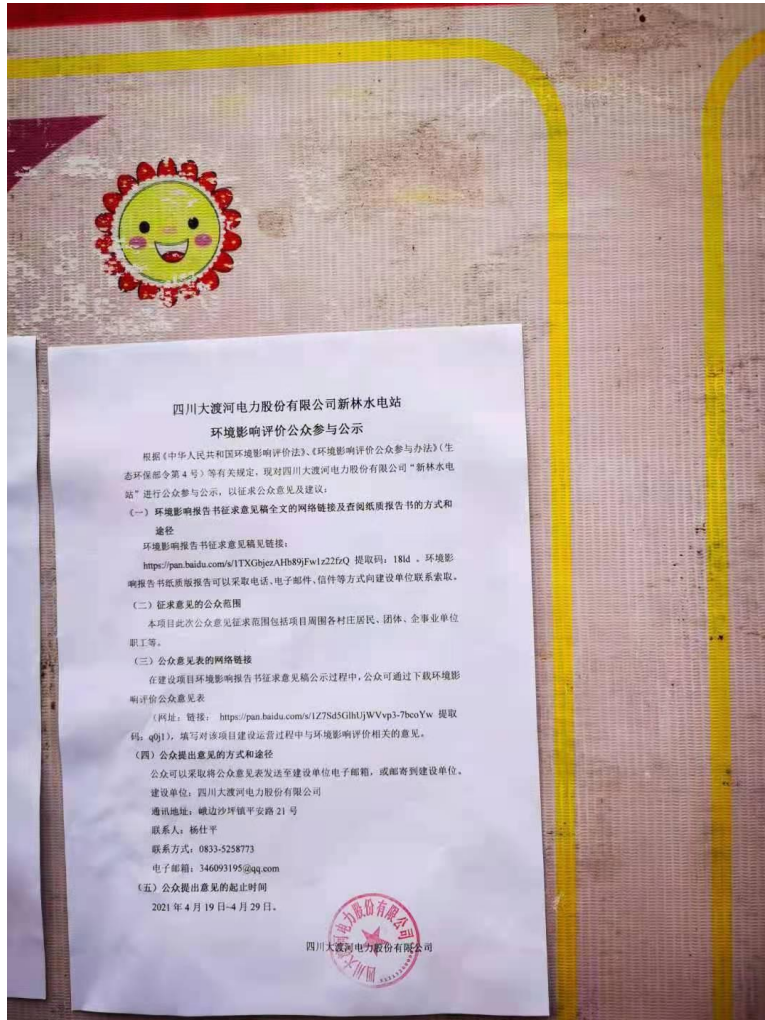 四川大渡河电力股份有限公司新林水电站
环境影响评价公众参与公示
根据《中华人民共和国环境影响评价法》、《环境影响评价公众参与办法》（生
态环保部令第 4 号）等有关规定，现对四川大渡河电力股份有限公司“新林水电
站”进行公众参与公示，以征求公众意见及建议：
（一）环境影响报告书征求意见稿全文的网络链接及查阅纸质报告书的方式和
途径
环境影响报告书征求意见稿见链接：
https://pan.baidu.com/s/1TXGbjezAHb89jFw1z22fzQ 提取码：18ld 。环境影
响报告书纸质版报告可以采取电话、电子邮件、信件等方式向建设单位联系索取。
（二）征求意见的公众范围
本项目此次公众意见征求范围包括项目周围各村庄居民、团体、企事业单位
职工等。
（三）公众意见表的网络链接
在建设项目环境影响报告书征求意见稿公示过程中，公众可通过下载环境影
响评价公众意见表
（网址：链接： https://pan.baidu.com/s/1Z7Sd5GlhUjWVvp3-7bcoYw 提取
码：q0j1），填写对该项目建设运营过程中与环境影响评价相关的意见。
（四）公众提出意见的方式和途径
公众可以采取将公众意见表发送至建设单位电子邮箱，或邮寄到建设单位。
建设单位：四川大渡河电力股份有限公司
通讯地址：峨边沙坪镇平安路 21 号
联系人：杨仕平
联系方式：0833-5258773
电子邮箱：346093195@qq.com
（五）公众提出意见的起止时间
2021 年 4 月 19 日~4 月 29 日。
四川大渡河电力股份有限公司
四川大渡河电力股份有限公司